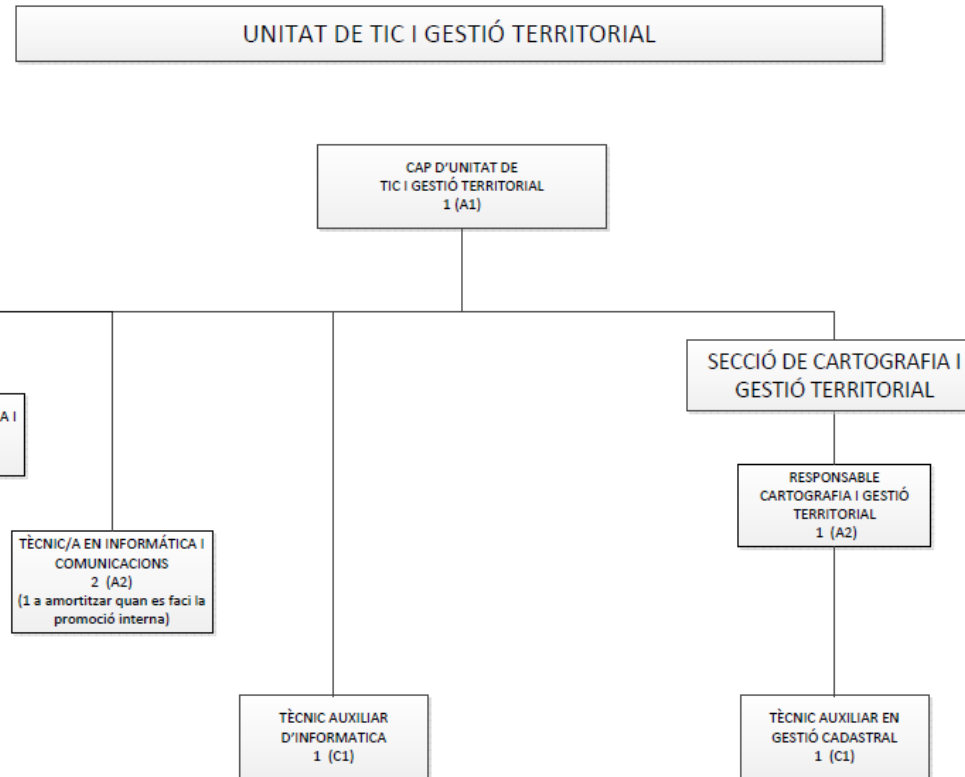 UNITAT DE TIC I GESTIÓ TERRITORIAL
CAP D'UNITAT DE
TIC I GESTIÓ TERRITORIAL
1 (A1)
SECCIÓ DE CARTOGRAFIA I
GESTIÓ TERRITORIAL
A I
RESPONSABLE
CARTOGRAFIA I GESTIÓ
TERRITORIAL
1 (A2)
TÈCNIC/A EN INFORMÁTICA I
COMUNICACIONS
2 (A2)
(1 a amortitzar quan es faci la
promoció interna)
TÈCNIC AUXILIAR
D'INFORMATICA
1 (C1)
TÈCNIC AUXILIAR EN
GESTIÓ CADASTRAL
1 (C1)